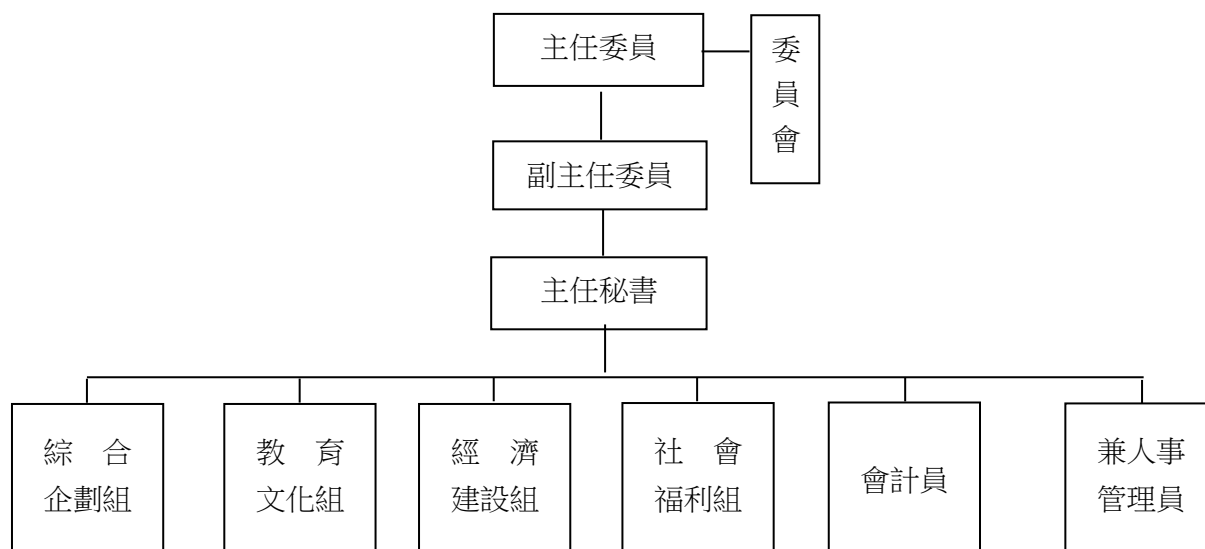 主任委員
委員會
副主任委員
主任秘書
綜　合
企劃組
教　育
文化組
經　濟
建設組
社　會
福利組
會計員
兼人事
管理員